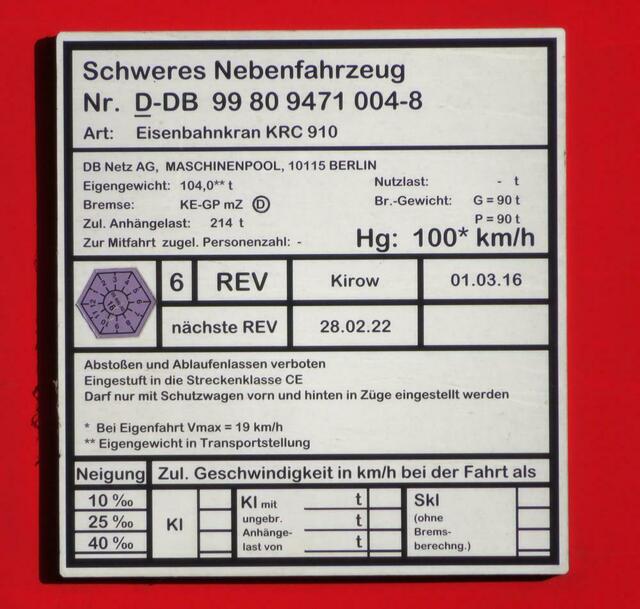 Schweres Nebenfahrzeug
Nr. D-DB 99 80 9471 004-8
Art: Eisenbahnkran KRC 910
DB Netz AG, MASCHINENPOOL, 10115 BERLIN
Eigengewicht: 104,0** t Nutzlast: - t
Bremse: KE-GP mZ Ⓓ Br.-Gewicht: G = 90 t
Zul. Anhängelast: 214 t P = 90 t
Zur Mitfahrt zugel. Personenzahl: - Hg: 100* km/h
6 REV Kirow 01.03.16
nächste REV 28.02.22
Abstoßen und Ablaufenlassen verboten
Eingestuft in die Streckenklasse CE
Darf nur mit Schutzwagen vorn und hinten in Züge eingestellt werden
* Bei Eigenfahrt Vmax = 19 km/h
** Eigengewicht in Transportstellung
Neigung Zul. Geschwindigkeit in km/h bei der Fahrt als
10 ‰ Kl mit t Skl
25 ‰ Kl ungebr. t (ohne
40 ‰ Anhänge- Brems-
last von t berechng.)